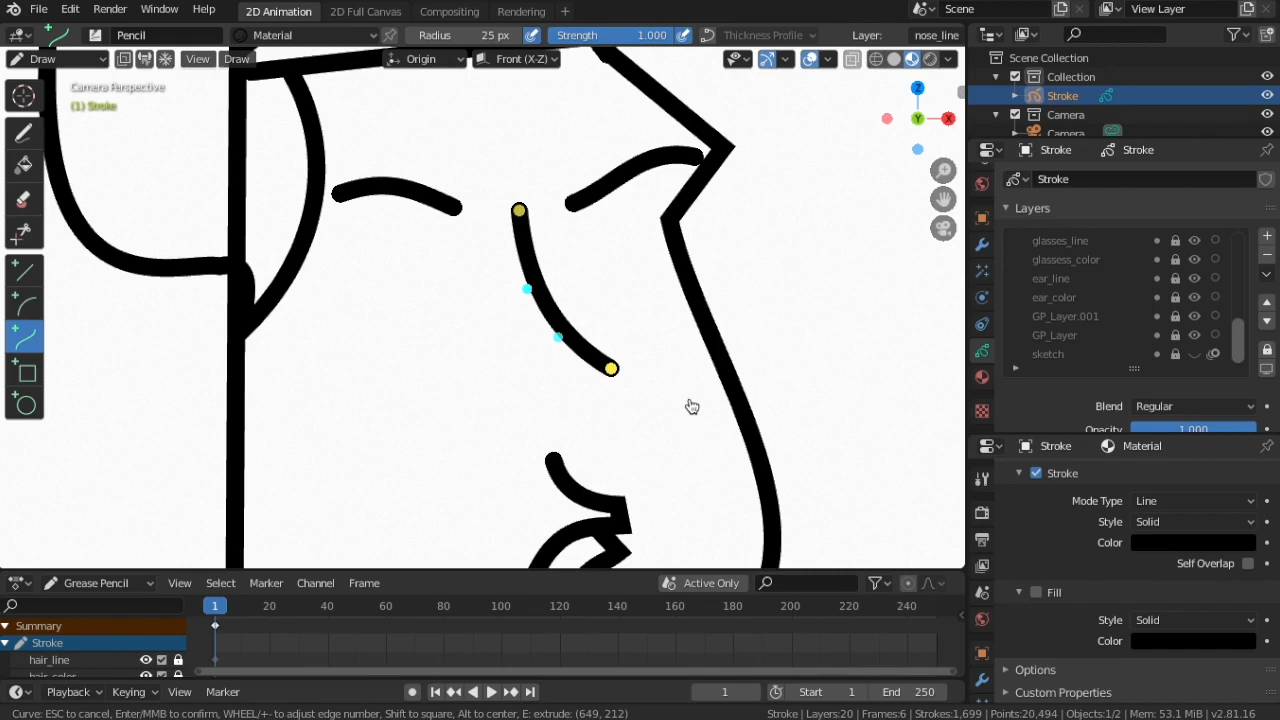 File Edit Render Window Help 2D Animation 2D Full Canvas Compositing Rendering + Scene View Layer
Pencil Material Radius 25 px Strength 1.000 Thickness Profile Layer: nose_line
Draw View Draw Origin Front (X-Z)
Camera Perspective
(1) Stroke
Z
Y
X
Scene Collection
Collection
Stroke
Camera
Camera
Stroke Stroke
Stroke
Layers
glasses_line
glassess_color
ear_line
ear_color
GP_Layer.001
GP_Layer
sketch
Blend Regular
Opacity 1.000
Stroke Material
Stroke
Mode Type Line
Style Solid
Color
Self Overlap
Fill
Style Solid
Color
Options
Custom Properties
Grease Pencil View Select Marker Channel Frame Active Only
1 20 40 60 80 100 120 140 160 180 200 220 240
Summary
Stroke
hair_line
hair_color
Playback Keying View Marker 1 Start 1 End 250
Curve: ESC to cancel, Enter/MMB to confirm, WHEEL/+- to adjust edge number, Shift to square, Alt to center, E: extrude: (649, 212) Stroke | Layers:20 | Frames:6 | Strokes:1,699 | Points:20,494 | Objects:1/2 | Mem: 53.1 MiB | v2.81.16